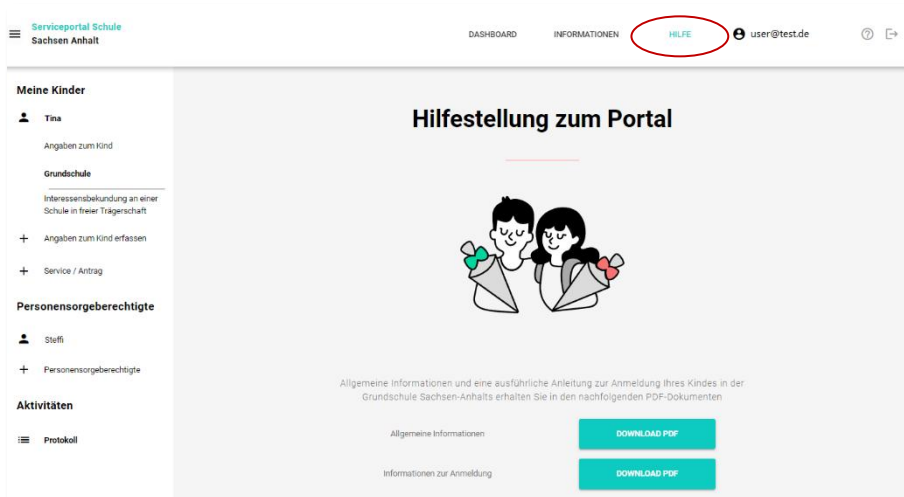 Serviceportal Schule
Sachsen Anhalt
DASHBOARD
INFORMATIONEN
HILFE
user@test.de
Meine Kinder
Tina
Angaben zum Kind
Grundschule
Interessensbekundung an einer
Schule in freier Trägerschaft
+ Angaben zum Kind erfassen
+ Service / Antrag
Personensorgeberechtigte
Steffi
+ Personensorgeberechtigte
Aktivitäten
Protokoll
Hilfestellung zum Portal
Allgemeine Informationen und eine ausführliche Anleitung zur Anmeldung Ihres Kindes in der
Grundschule Sachsen-Anhalts erhalten Sie in den nachfolgenden PDF-Dokumenten
Allgemeine Informationen
DOWNLOAD PDF
Informationen zur Anmeldung
DOWNLOAD PDF